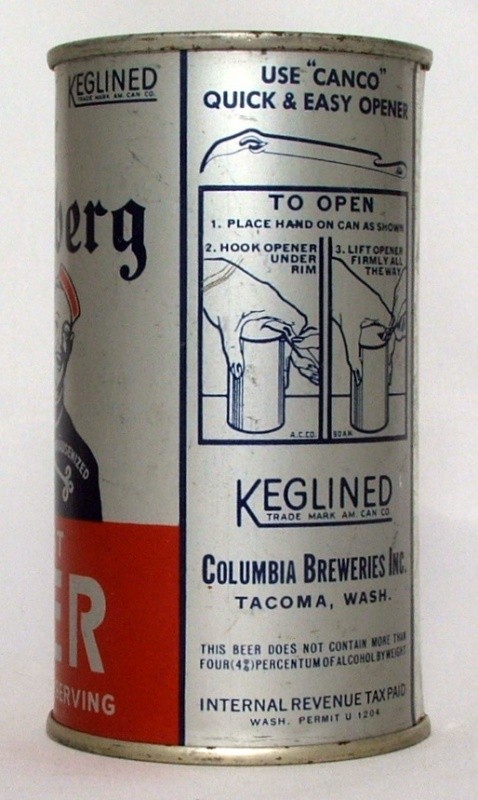 KEGLINED
TRADE MARK AM. CAN CO.
berg
T
ER
SERVING
USE "CANCO"
QUICK & EASY OPENER
TO OPEN
1. PLACE HAND ON CAN AS SHOWN
2. HOOK OPENER
UNDER
RIM
3. LIFT OPENER
FIRMLY ALL
THE WAY
A.C.CO.
KEGLINED
TRADE MARK AM. CAN CO.
COLUMBIA BREWERIES INC.
TACOMA, WASH.
THIS BEER DOES NOT CONTAIN MORE THAN
FOUR (4%) PERCENTUM OF ALCOHOL BY WEIGHT
INTERNAL REVENUE TAX PAID
WASH. PERMIT U 1204